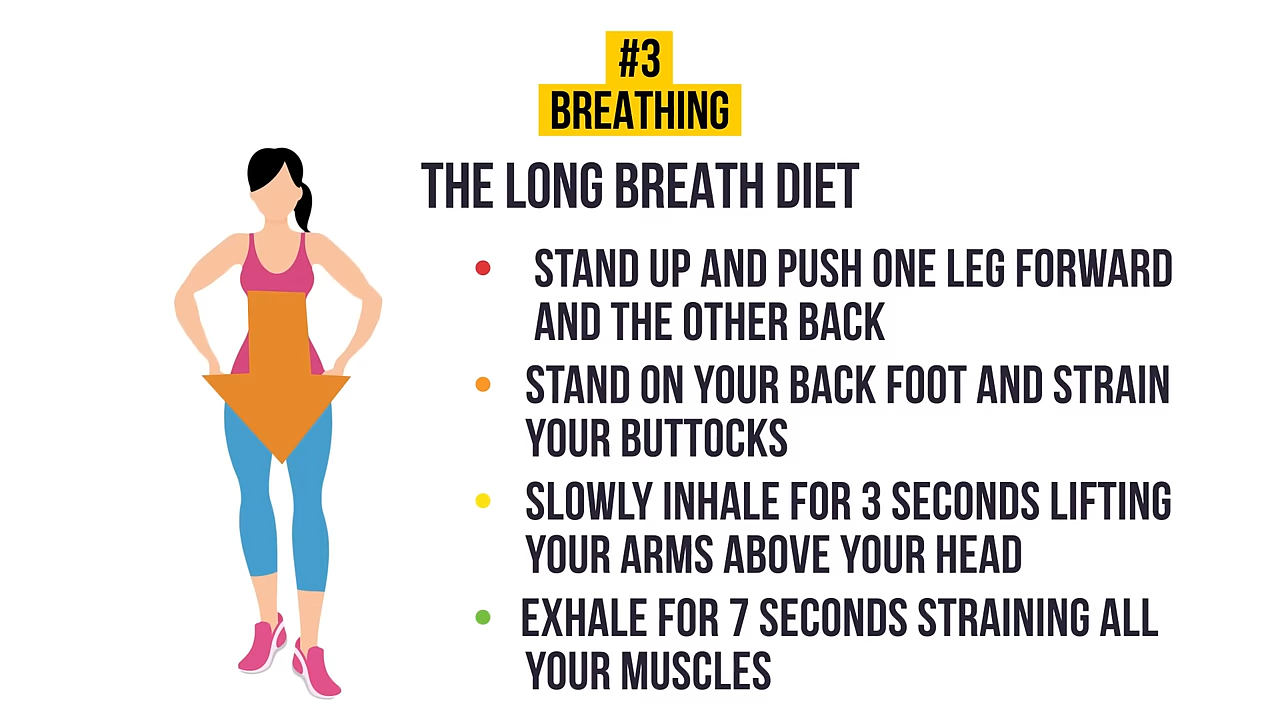 #3
BREATHING
THE LONG BREATH DIET
STAND UP AND PUSH ONE LEG FORWARD
AND THE OTHER BACK
STAND ON YOUR BACK FOOT AND STRAIN
YOUR BUTTOCKS
SLOWLY INHALE FOR 3 SECONDS LIFTING
YOUR ARMS ABOVE YOUR HEAD
EXHALE FOR 7 SECONDS STRAINING ALL
YOUR MUSCLES